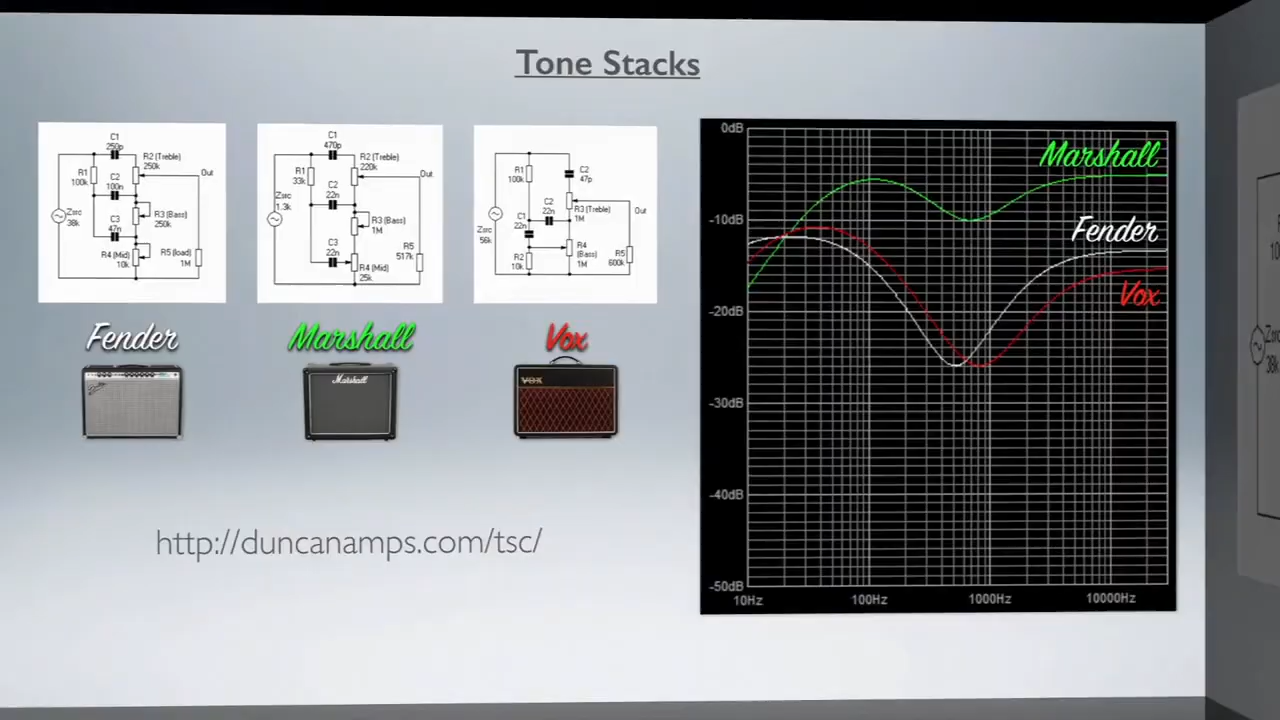 Tone Stacks
C1
250p
R2 (Treble)
250k
Out
R1
100k
C2
100n
Zsrc
38k
C3
47n
R3 (Bass)
250k
R4 (Mid)
10k
R5 (load)
1M
C1
470p
R2 (Treble)
220k
Out
R1
33k
C2
22n
Zsrc
1.3k
R3 (Bass)
1M
C3
22n
R4 (Mid)
25k
R5
517k
R1
100k
C2
47p
R3 (Treble)
1M
Out
C1
22n
C2
22n
Zsrc
56k
R4
(Bass)
1M
R2
10k
R5
600k
Fender
Marshall
Vox
Marshall
VOX
http://duncanamps.com/tsc/
0dB
-10dB
-20dB
-30dB
-40dB
-50dB
10Hz 100Hz 1000Hz 10000Hz
Marshall
Fender
Vox
Zsrc
38k